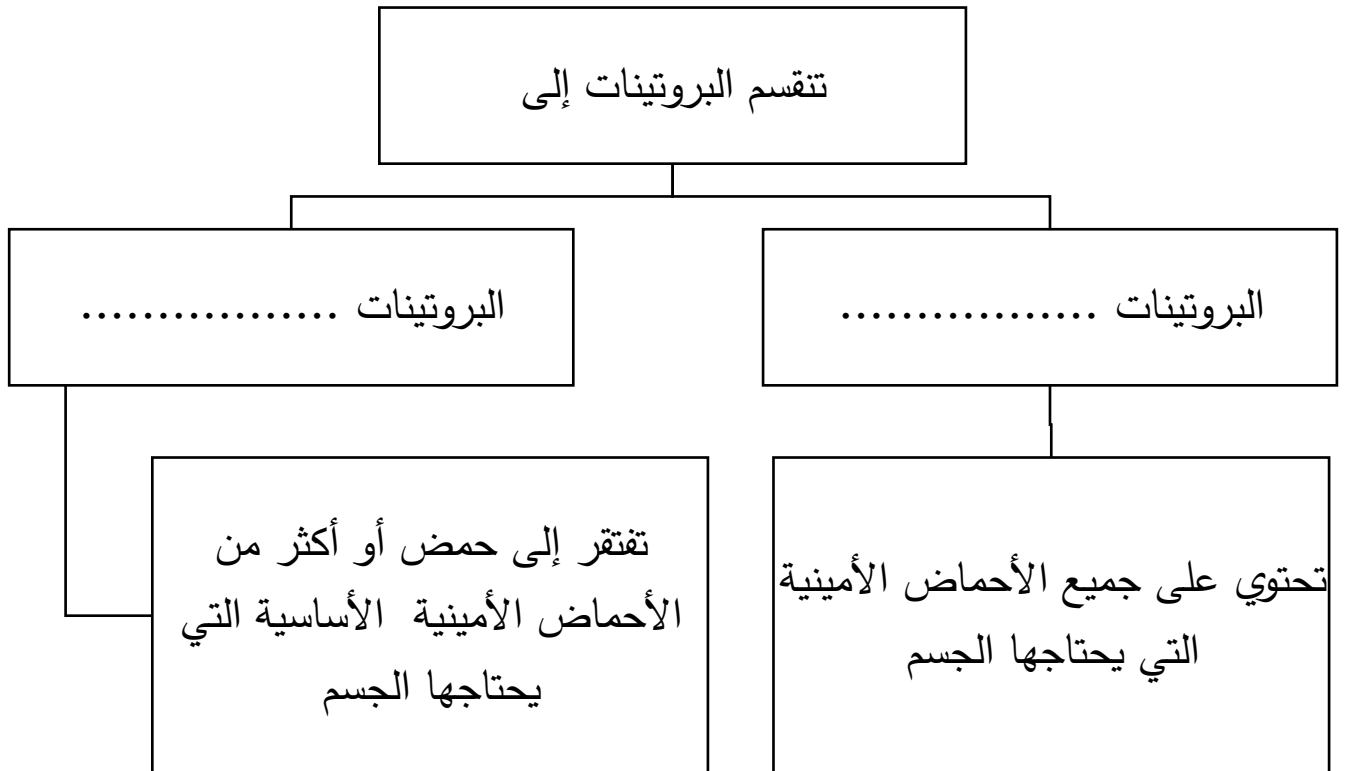 تنقسم البروتينات إلى
البروتينات .................
البروتينات .................
تحتوي على جميع الأحماض الأمينية
التي يحتاجها الجسم
تفتقر إلى حمض أو أكثر من
الأحماض الأمينية الأساسية التي
يحتاجها الجسم